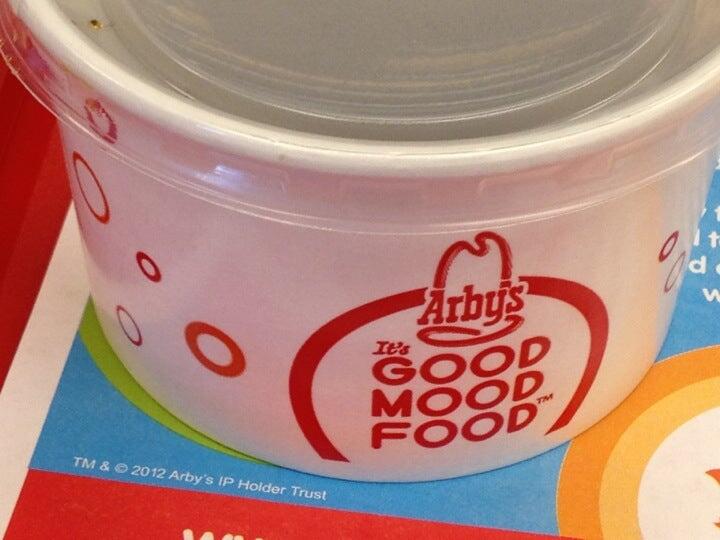 Arby's
It's
GOOD
MOOD
FOOD™
TM & © 2012 Arby's IP Holder Trust